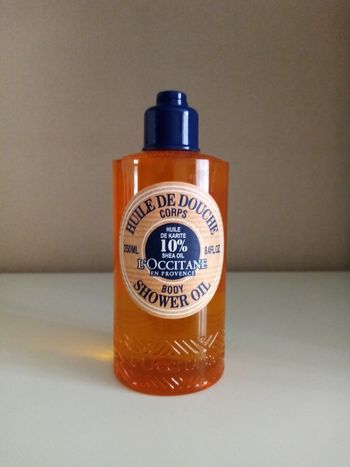 HUILE DE DOUCHE
CORPS
HUILE
DE KARITE
250ML 10% 8.4FL.OZ
SHEA OIL
L'OCCITANE
EN PROVENCE
BODY
SHOWER OIL
L'OCCITANE